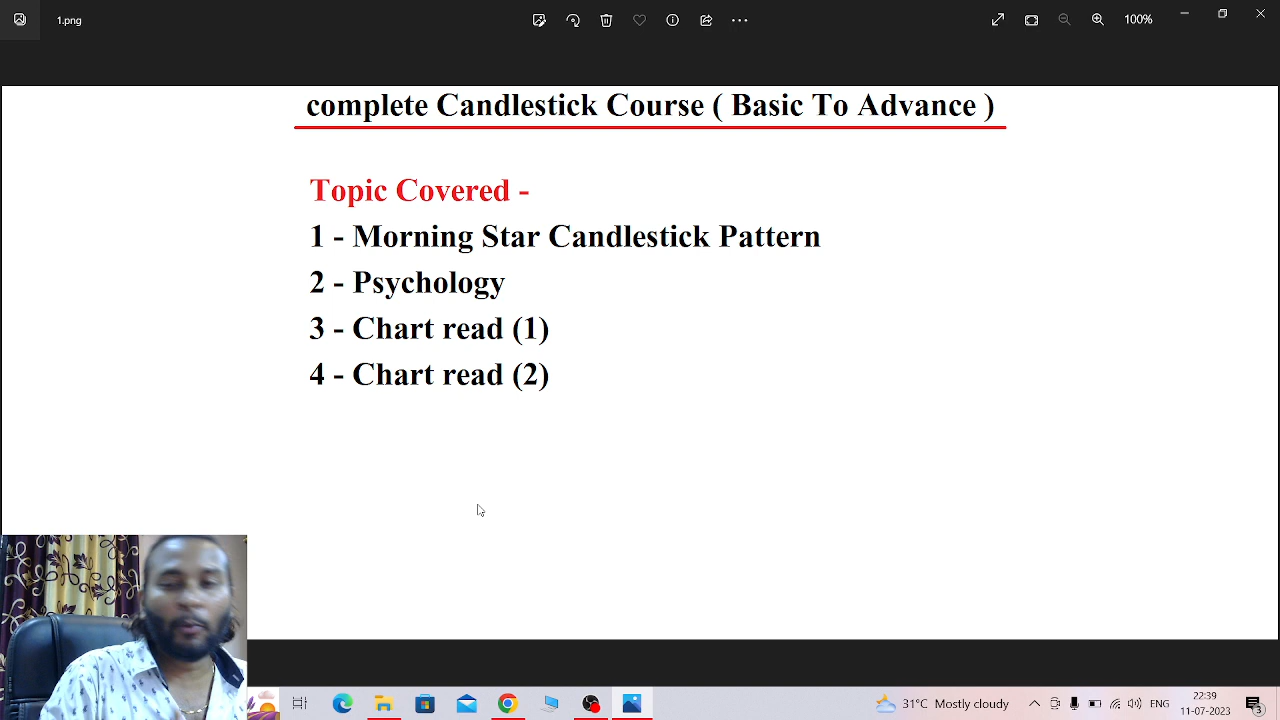 1.png
100%
complete Candlestick Course ( Basic To Advance )
Topic Covered -
1 - Morning Star Candlestick Pattern
2 - Psychology
3 - Chart read (1)
4 - Chart read (2)
31°C Mostly cloudy
ENG
22:39
11-07-2023
3